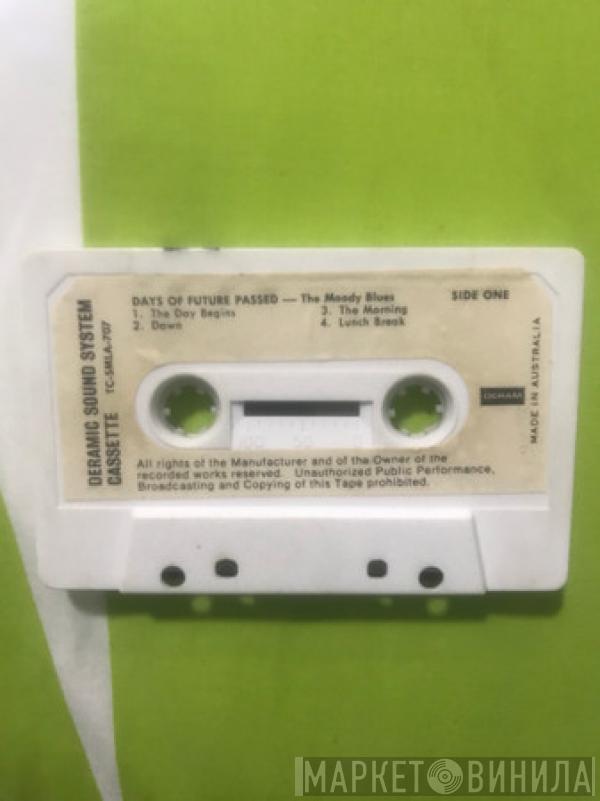 DAYS OF FUTURE PASSED — The Moody Blues
SIDE ONE
1. The Day Begins
2. Dawn
3. The Morning
4. Lunch Break
DERAMIC SOUND SYSTEM
CASSETTE TC-SMLA-707
DERAM
MADE IN AUSTRALIA
100 50
All rights of the Manufacturer and of the Owner of the
recorded works reserved. Unauthorized Public Performance,
Broadcasting and Copying of this Tape prohibited.
МАРКЕТ ВИНИЛА